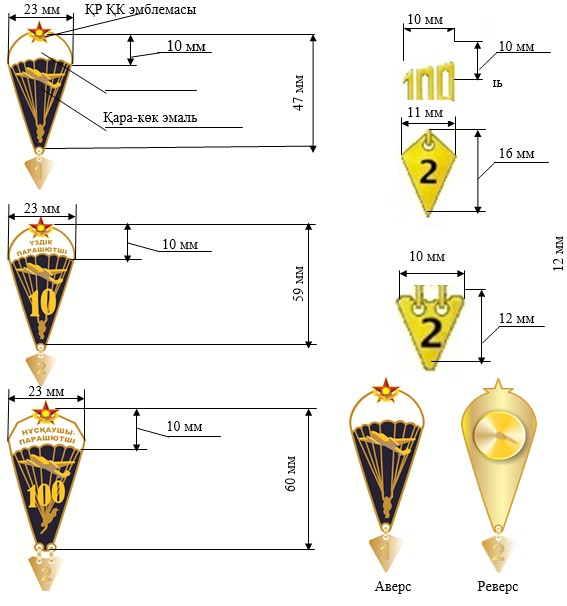 23 мм
ҚР ҚК эмблемасы
10 мм
47 мм
Қара-көк эмаль
1
10 мм
10 мм
100
ь
11 мм
2
16 мм
23 мм
ҮЗДІК
ПАРАШЮТШІ
10
2
10 мм
59 мм
12 мм
10 мм
2
12 мм
23 мм
НҰСҚАУШЫ-
ПАРАШЮТШІ
100
2
10 мм
60 мм
1
2
Аверс
Реверс